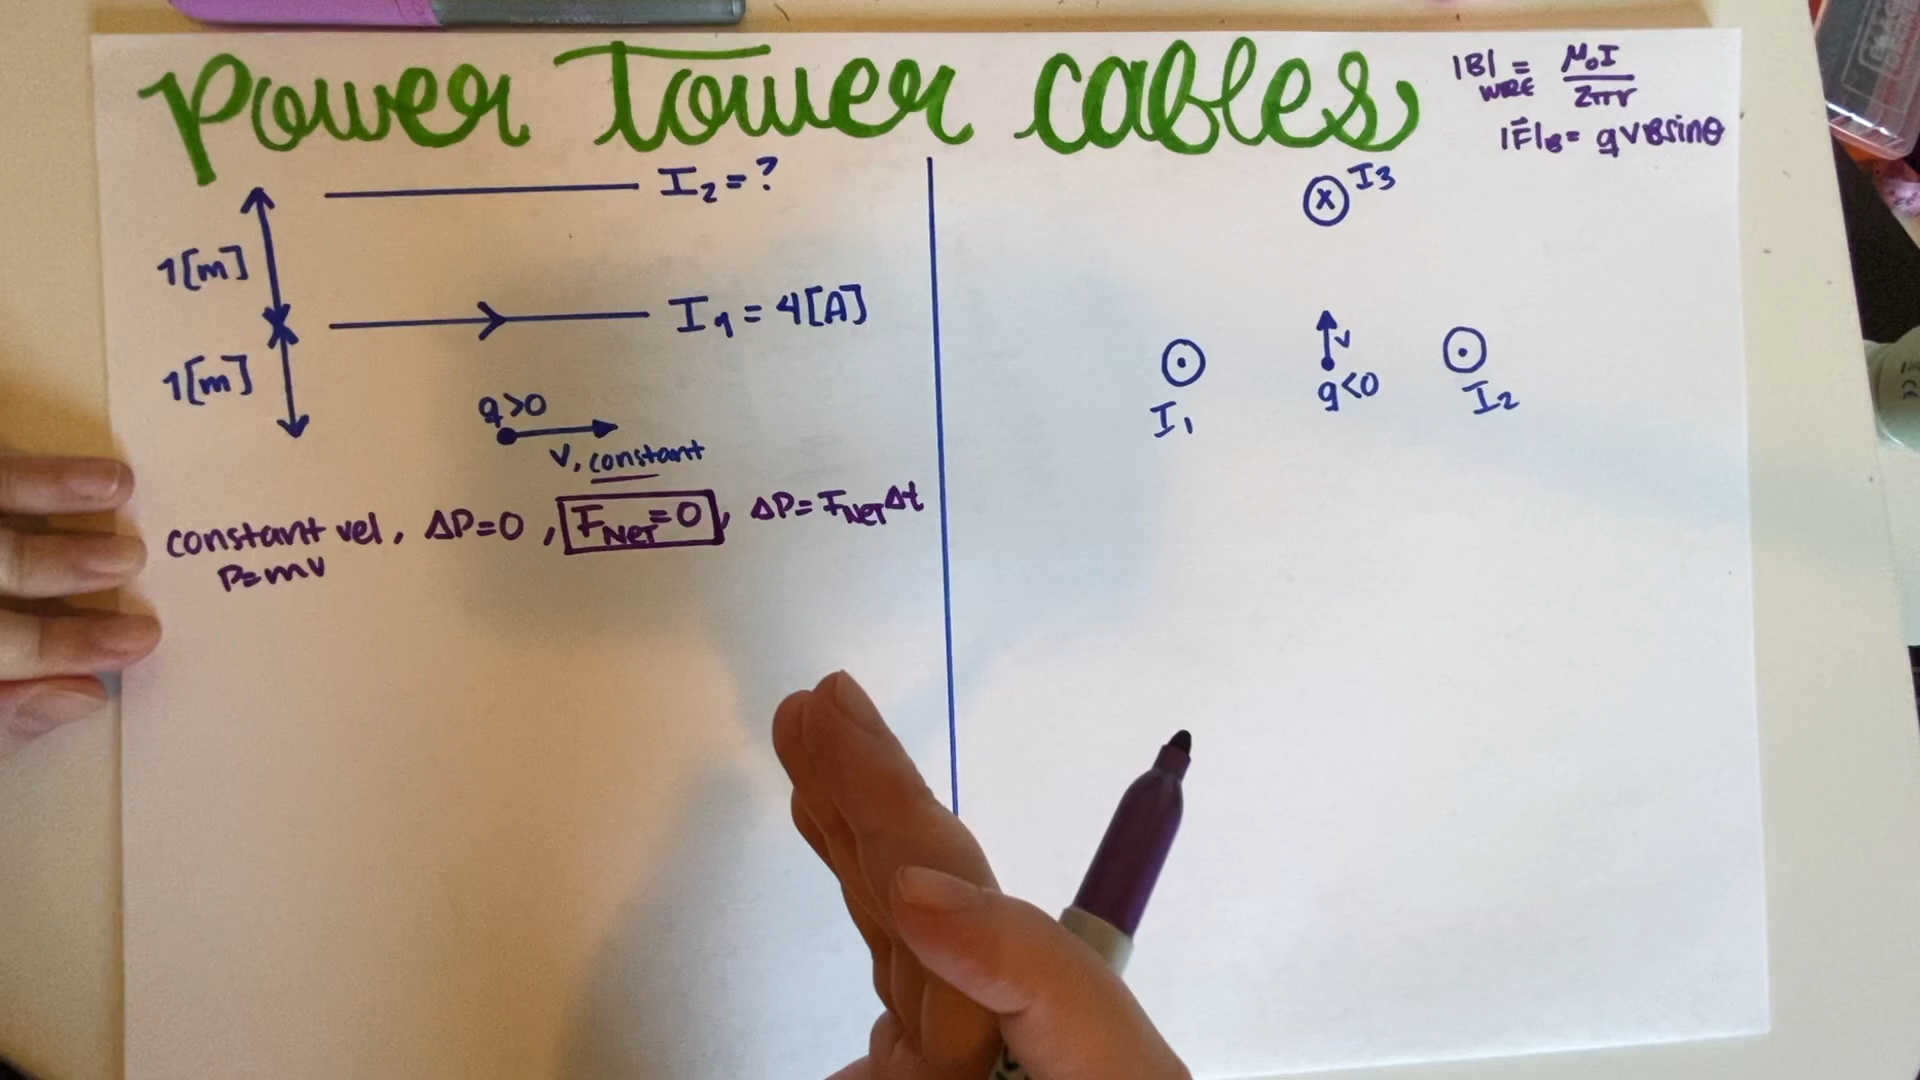 Power Tower cables
|B| = μ₀I
WIRE 2πr
|F⃗|B = qvBsinθ
I₂ = ?
1[m]
I₁ = 4[A]
1[m]
q>0
v, constant
constant vel, ΔP=0, FNET=0, ΔP=FNETΔt
P=mv
x I3
v
q<0
I₁
I₂